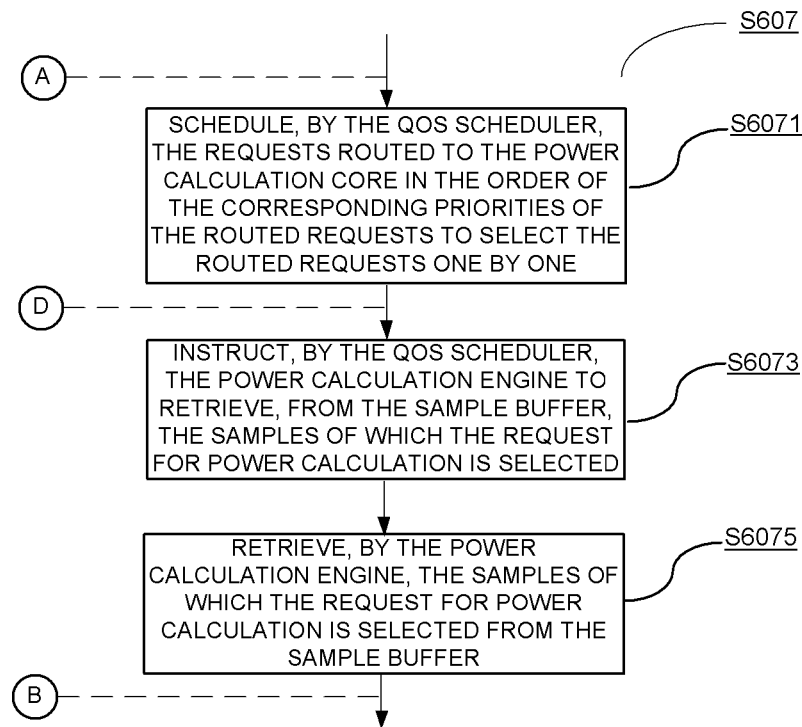 S607
A
SCHEDULE, BY THE QOS SCHEDULER,
THE REQUESTS ROUTED TO THE POWER
CALCULATION CORE IN THE ORDER OF
THE CORRESPONDING PRIORITIES OF
THE ROUTED REQUESTS TO SELECT THE
ROUTED REQUESTS ONE BY ONE
S6071
D
INSTRUCT, BY THE QOS SCHEDULER,
THE POWER CALCULATION ENGINE TO
RETRIEVE, FROM THE SAMPLE BUFFER,
THE SAMPLES OF WHICH THE REQUEST
FOR POWER CALCULATION IS SELECTED
S6073
RETRIEVE, BY THE POWER
CALCULATION ENGINE, THE SAMPLES OF
WHICH THE REQUEST FOR POWER
CALCULATION IS SELECTED FROM THE
SAMPLE BUFFER
S6075
B